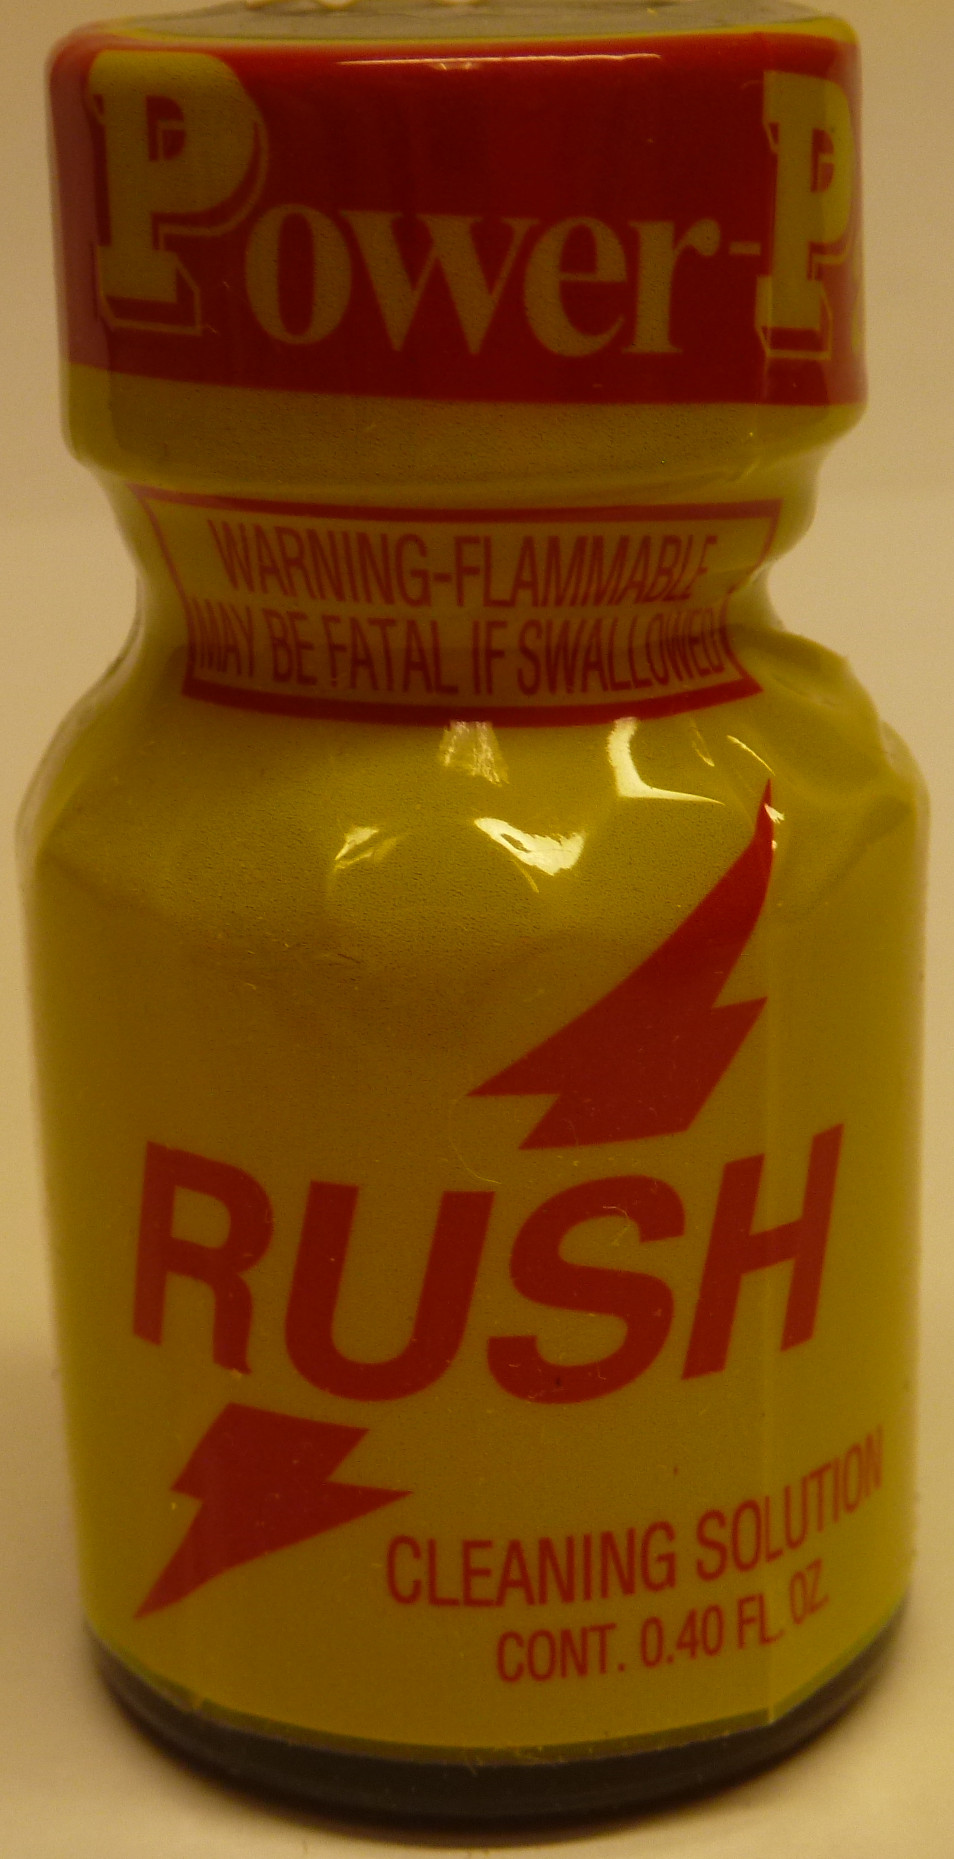 Power-P
WARNING-FLAMMABLE
MAY BE FATAL IF SWALLOWED
RUSH
CLEANING SOLUTION
CONT. 0.40 FL. OZ.